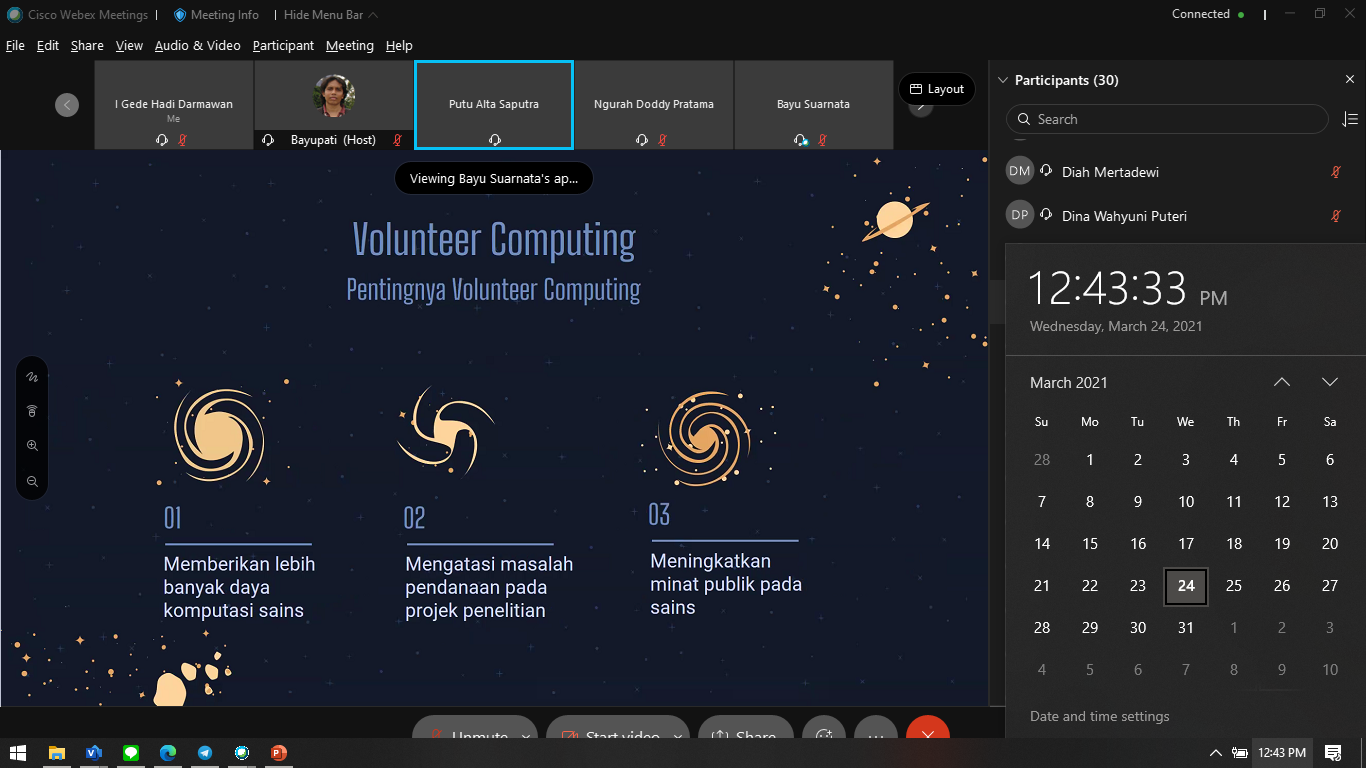 Cisco Webex Meetings | Meeting Info | Hide Menu Bar
Connected
File Edit Share View Audio & Video Participant Meeting Help
I Gede Hadi Darmawan
Me
Bayupati (Host)
Putu Alta Saputra
Ngurah Doddy Pratama
Bayu Suarnata
Layout
Viewing Bayu Suarnata's ap...
Volunteer Computing
Pentingnya Volunteer Computing
01
Memberikan lebih
banyak daya
komputasi sains
02
Mengatasi masalah
pendanaan pada
projek penelitian
03
Meningkatkan
minat publik pada
sains
Unmute
Start video
Share
Participants (30)
Search
DM Diah Mertadewi
DP Dina Wahyuni Puteri
12:43:33 PM
Wednesday, March 24, 2021
March 2021
Su Mo Tu We Th Fr Sa
28 1 2 3 4 5 6
7 8 9 10 11 12 13
14 15 16 17 18 19 20
21 22 23 24 25 26 27
28 29 30 31 1 2 3
4 5 6 7 8 9 10
Date and time settings
12:43 PM